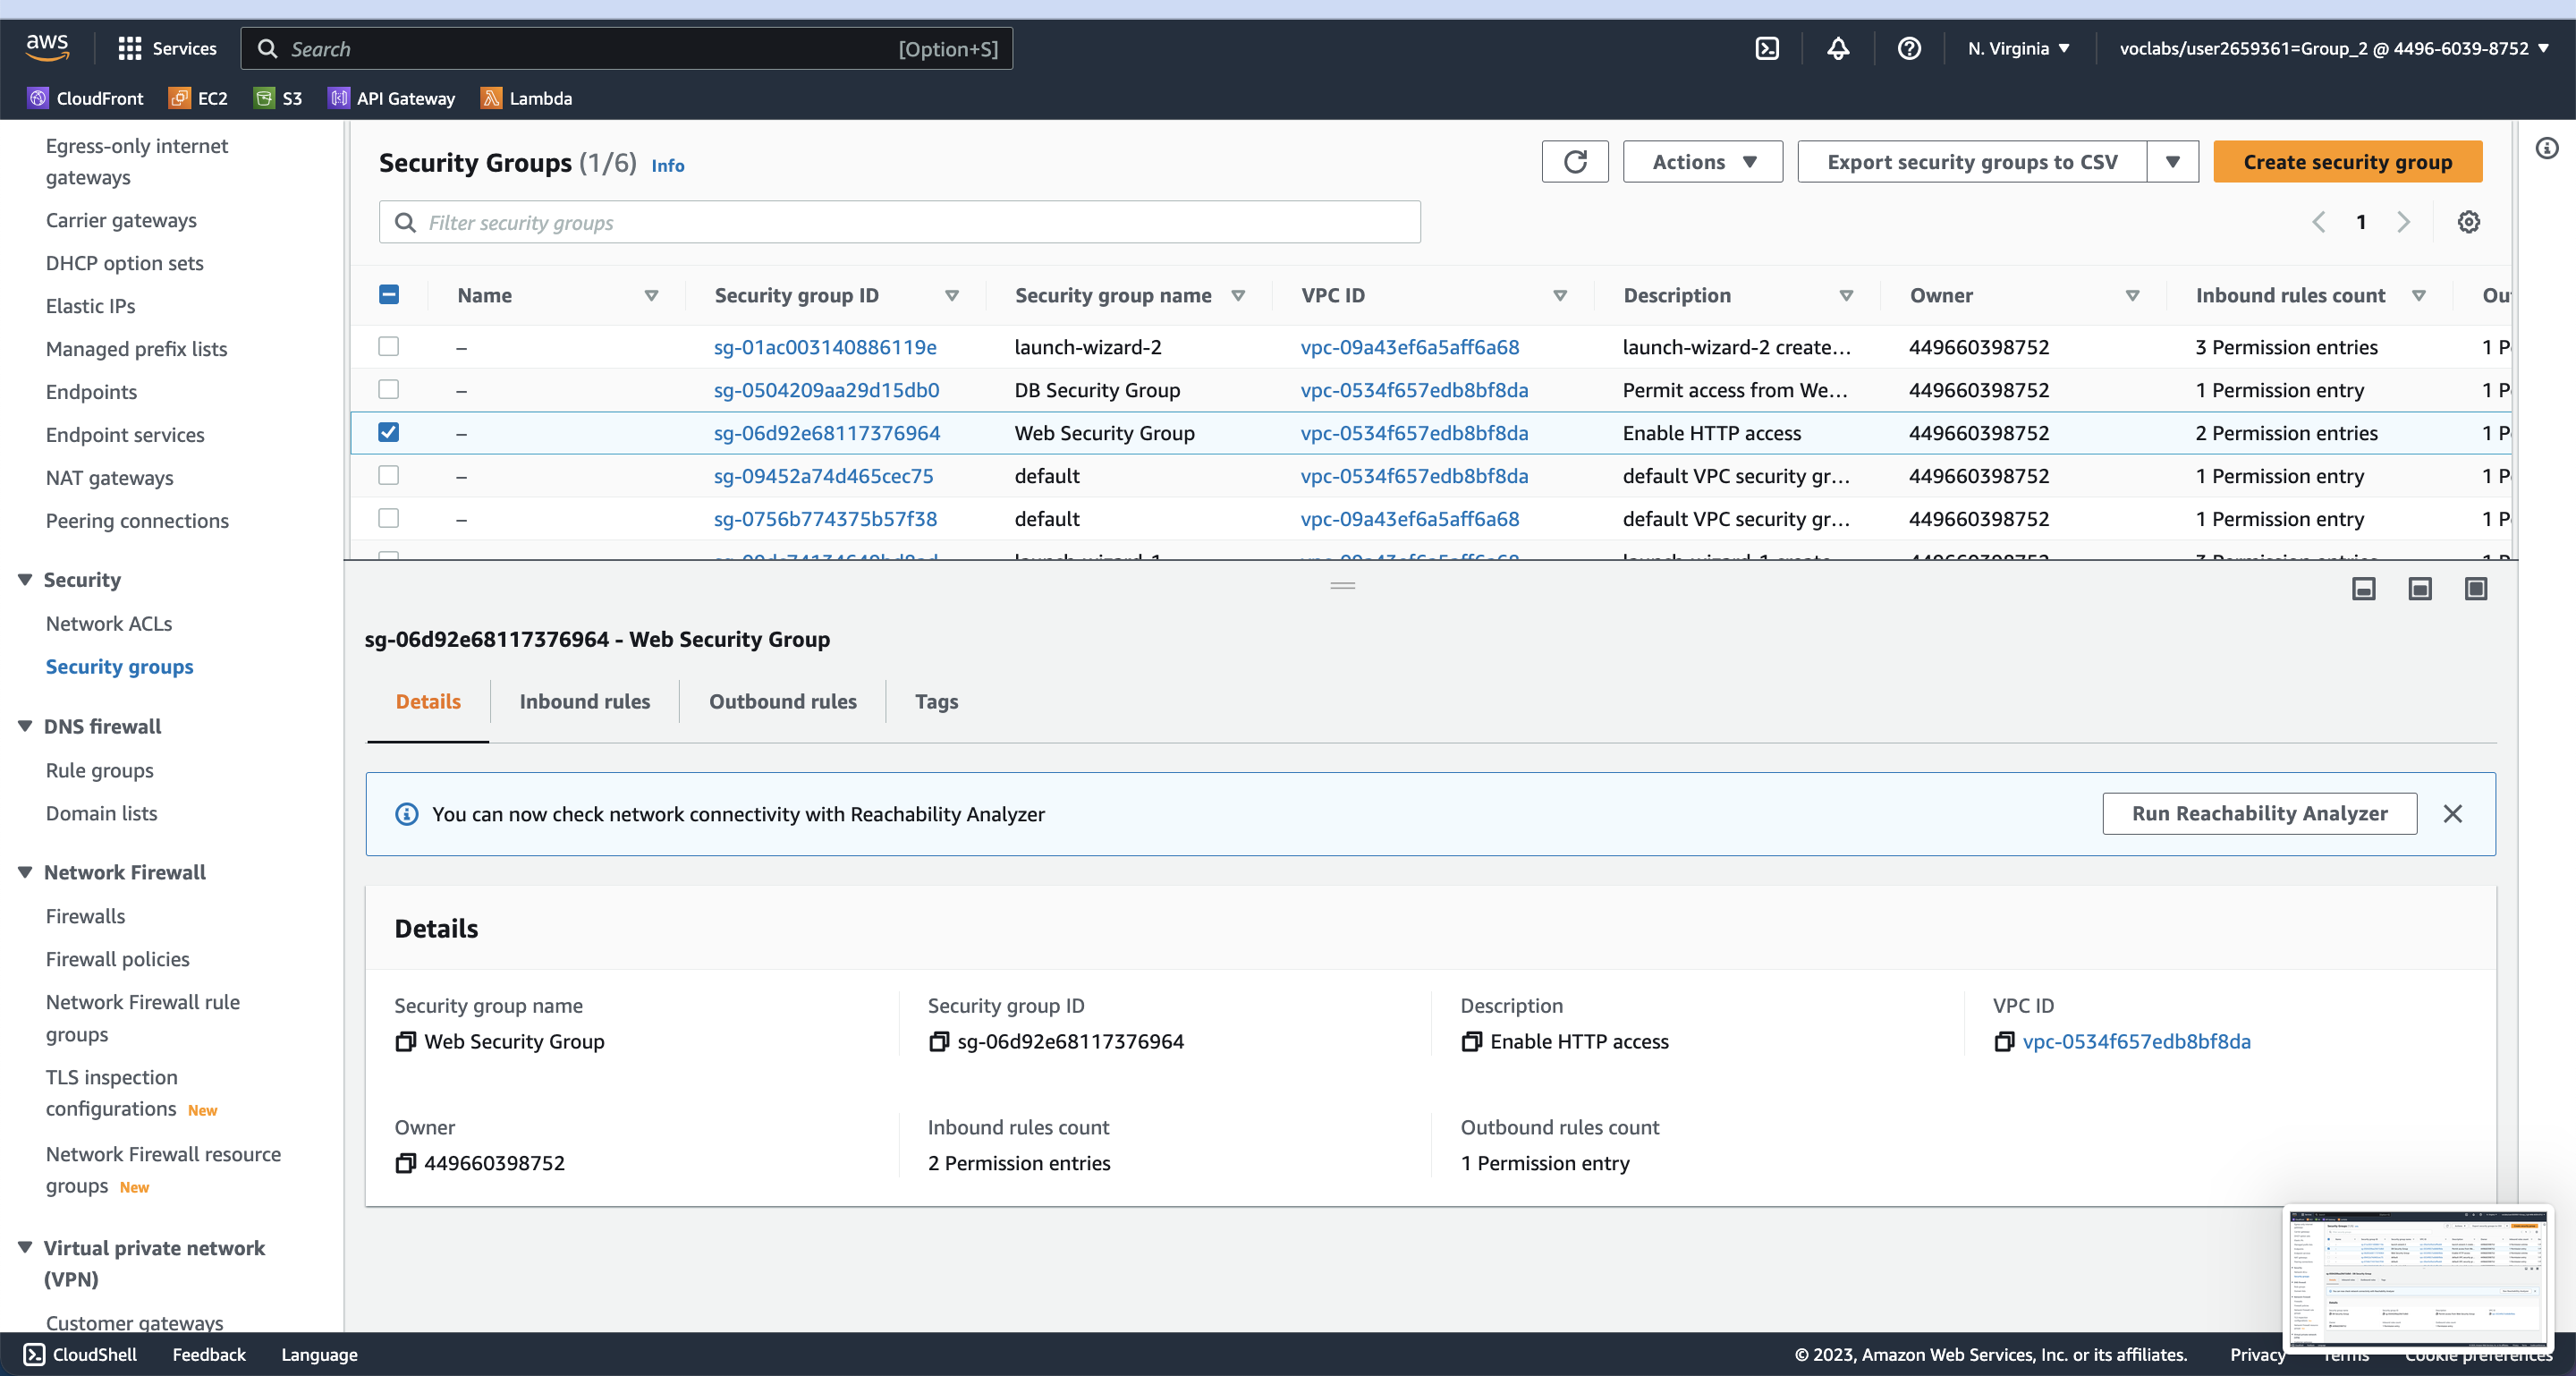 aws
Services
Search
[Option+S]
N. Virginia
voclabs/user2659361=Group_2 @ 4496-6039-8752
CloudFront
EC2
S3
API Gateway
Lambda
Egress-only internet
gateways
Carrier gateways
DHCP option sets
Elastic IPs
Managed prefix lists
Endpoints
Endpoint services
NAT gateways
Peering connections
Security
Network ACLs
Security groups
DNS firewall
Rule groups
Domain lists
Network Firewall
Firewalls
Firewall policies
Network Firewall rule
groups
TLS inspection
configurations New
Network Firewall resource
groups New
Virtual private network
(VPN)
Customer gateways
Security Groups (1/6) Info
Actions
Export security groups to CSV
Create security group
Filter security groups
1
Name Security group ID Security group name VPC ID Description Owner Inbound rules count Ou
– sg-01ac003140886119e launch-wizard-2 vpc-09a43ef6a5aff6a68 launch-wizard-2 create... 449660398752 3 Permission entries 1 P
– sg-0504209aa29d15db0 DB Security Group vpc-0534f657edb8bf8da Permit access from We... 449660398752 1 Permission entry 1 P
– sg-06d92e68117376964 Web Security Group vpc-0534f657edb8bf8da Enable HTTP access 449660398752 2 Permission entries 1 P
– sg-09452a74d465cec75 default vpc-0534f657edb8bf8da default VPC security gr... 449660398752 1 Permission entry 1 P
– sg-0756b774375b57f38 default vpc-09a43ef6a5aff6a68 default VPC security gr... 449660398752 1 Permission entry 1 P
sg-06d92e68117376964 - Web Security Group
Details
Inbound rules
Outbound rules
Tags
You can now check network connectivity with Reachability Analyzer
Run Reachability Analyzer
Details
Security group name
Web Security Group
Security group ID
sg-06d92e68117376964
Description
Enable HTTP access
VPC ID
vpc-0534f657edb8bf8da
Owner
449660398752
Inbound rules count
2 Permission entries
Outbound rules count
1 Permission entry
CloudShell
Feedback
Language
© 2023, Amazon Web Services, Inc. or its affiliates.
Privacy
Terms
Cookie preferences